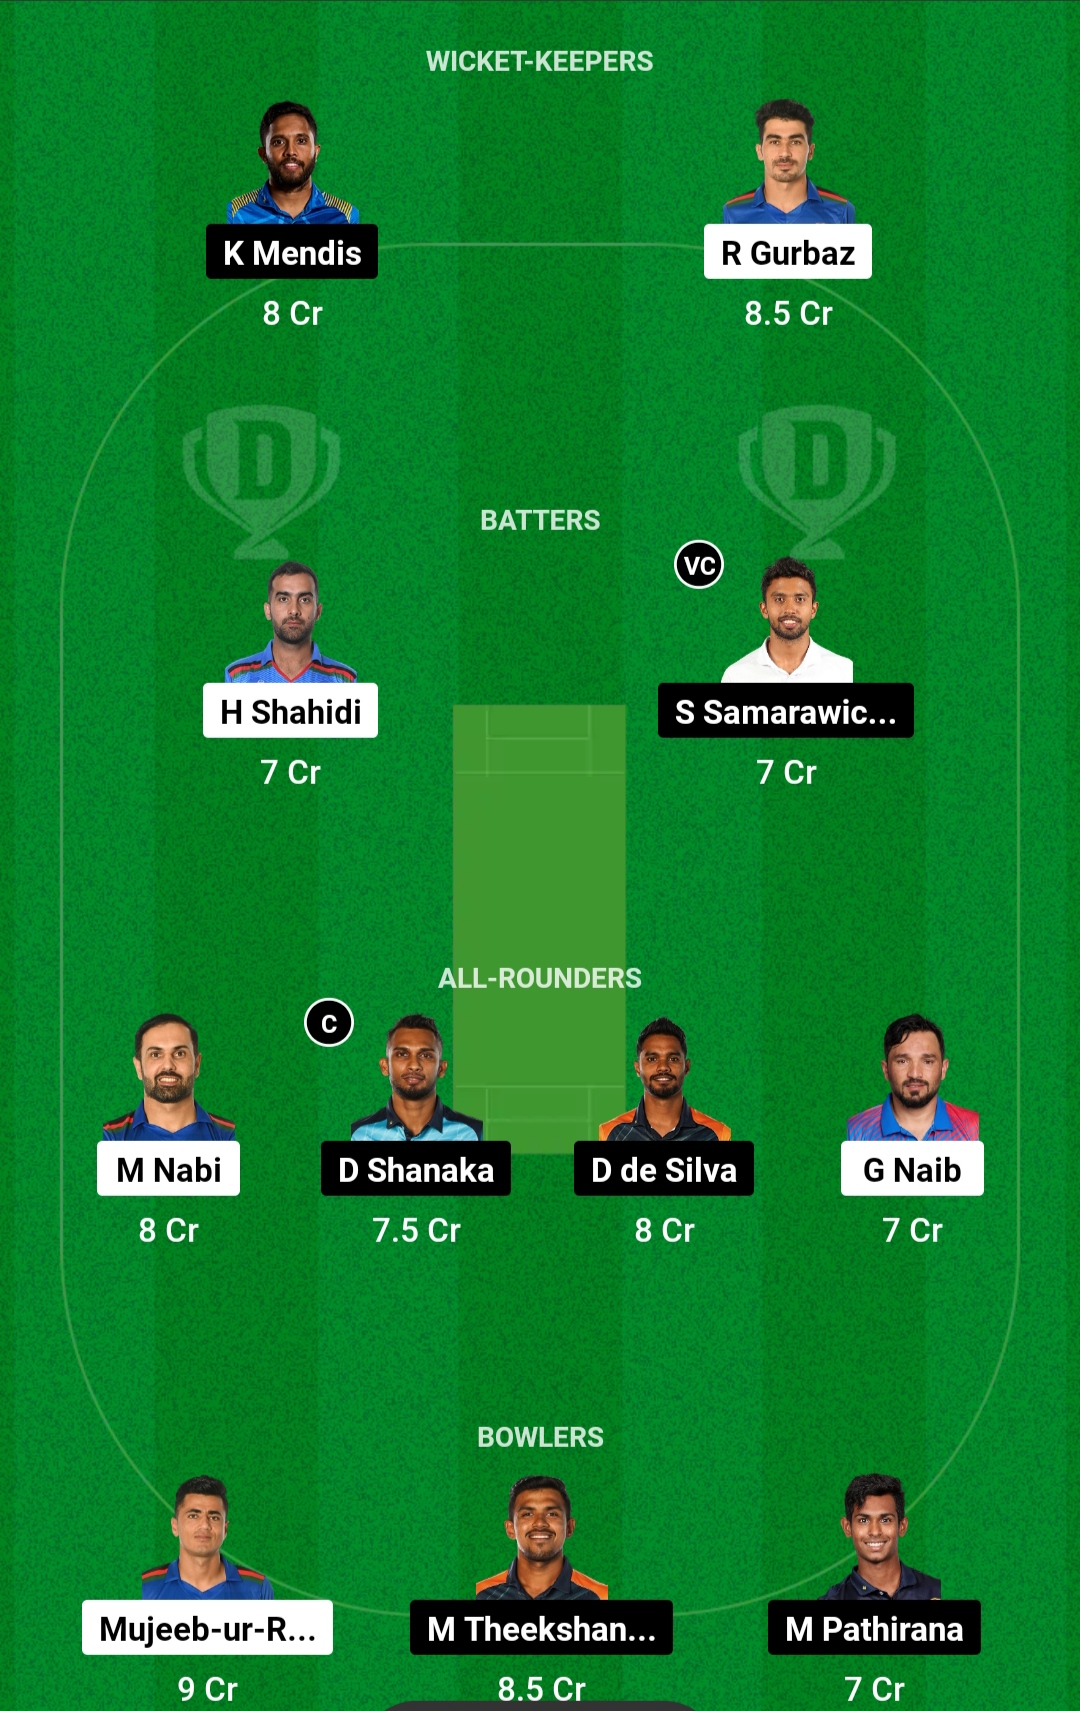 WICKET-KEEPERS
K Mendis
R Gurbaz
8 Cr
8.5 Cr
D
D
BATTERS
VC
H Shahidi
S Samarawic...
7 Cr
7 Cr
ALL-ROUNDERS
C
M Nabi
D Shanaka
D de Silva
G Naib
8 Cr
7.5 Cr
8 Cr
7 Cr
BOWLERS
Mujeeb-ur-R...
M Theekshan...
M Pathirana
9 Cr
8.5 Cr
7 Cr